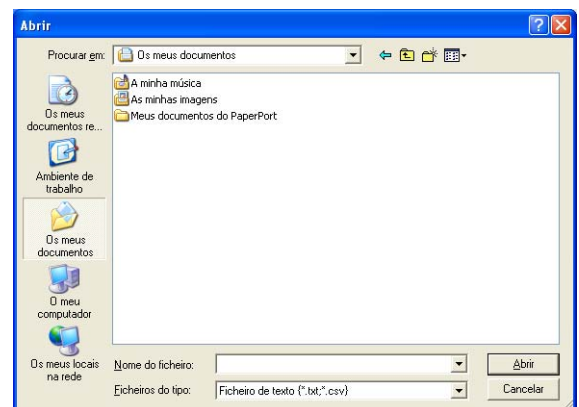 Abrir
Procurar em:
Os meus documentos
A minha música
As minhas imagens
Meus documentos do PaperPort
Os meus
documentos re...
Ambiente de
trabalho
Os meus
documentos
O meu
computador
Os meus locais
na rede
Nome do ficheiro:
Abrir
Ficheiros do tipo:
Ficheiro de texto {*.txt;*.csv}
Cancelar